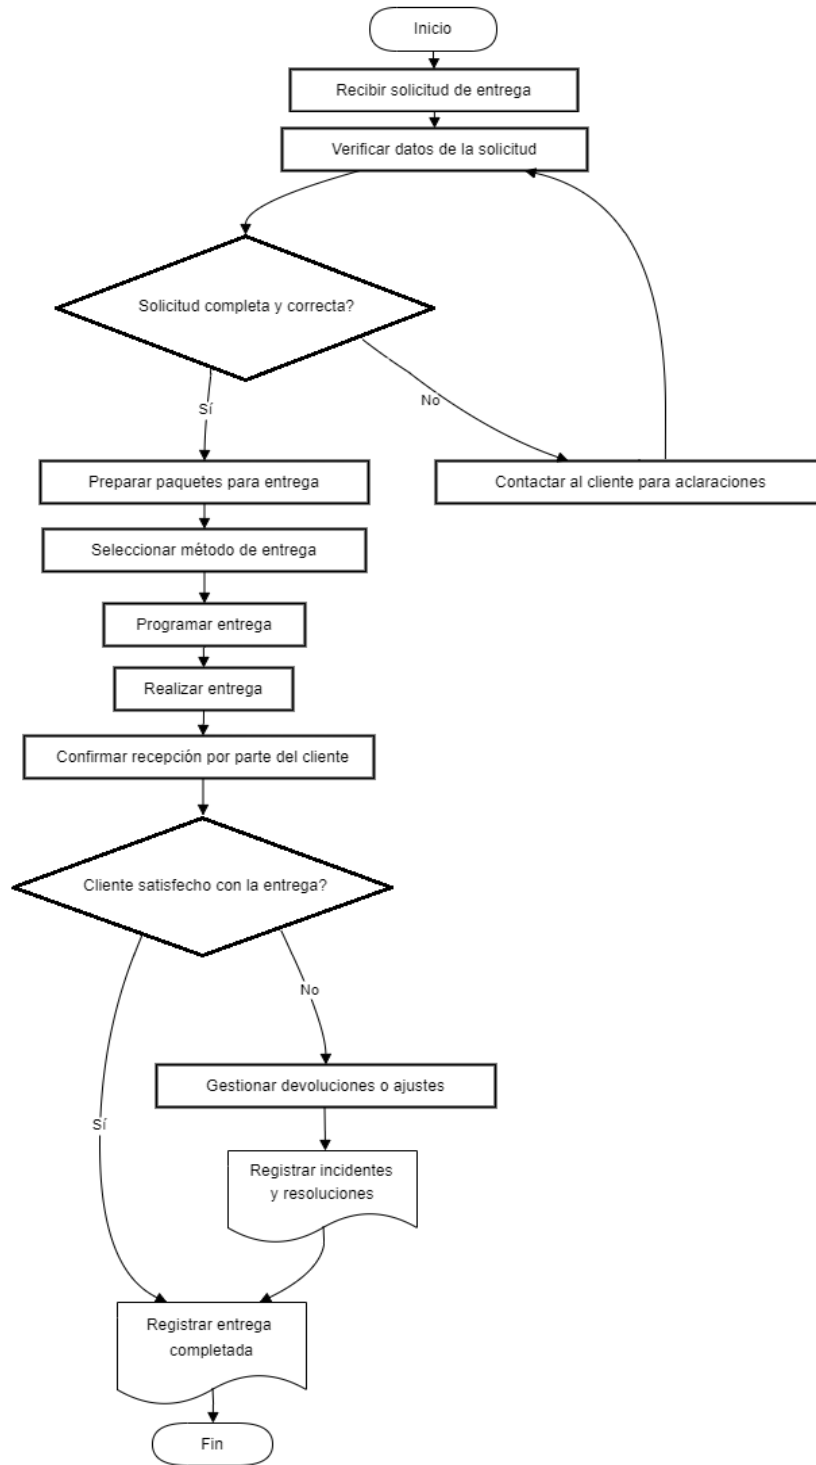 Inicio
Recibir solicitud de entrega
Verificar datos de la solicitud
Solicitud completa y correcta?
Sí
No
Preparar paquetes para entrega
Contactar al cliente para aclaraciones
Seleccionar método de entrega
Programar entrega
Realizar entrega
Confirmar recepción por parte del cliente
Cliente satisfecho con la entrega?
No
Gestionar devoluciones o ajustes
Sí
Registrar incidentes
y resoluciones
Registrar entrega
completada
Fin